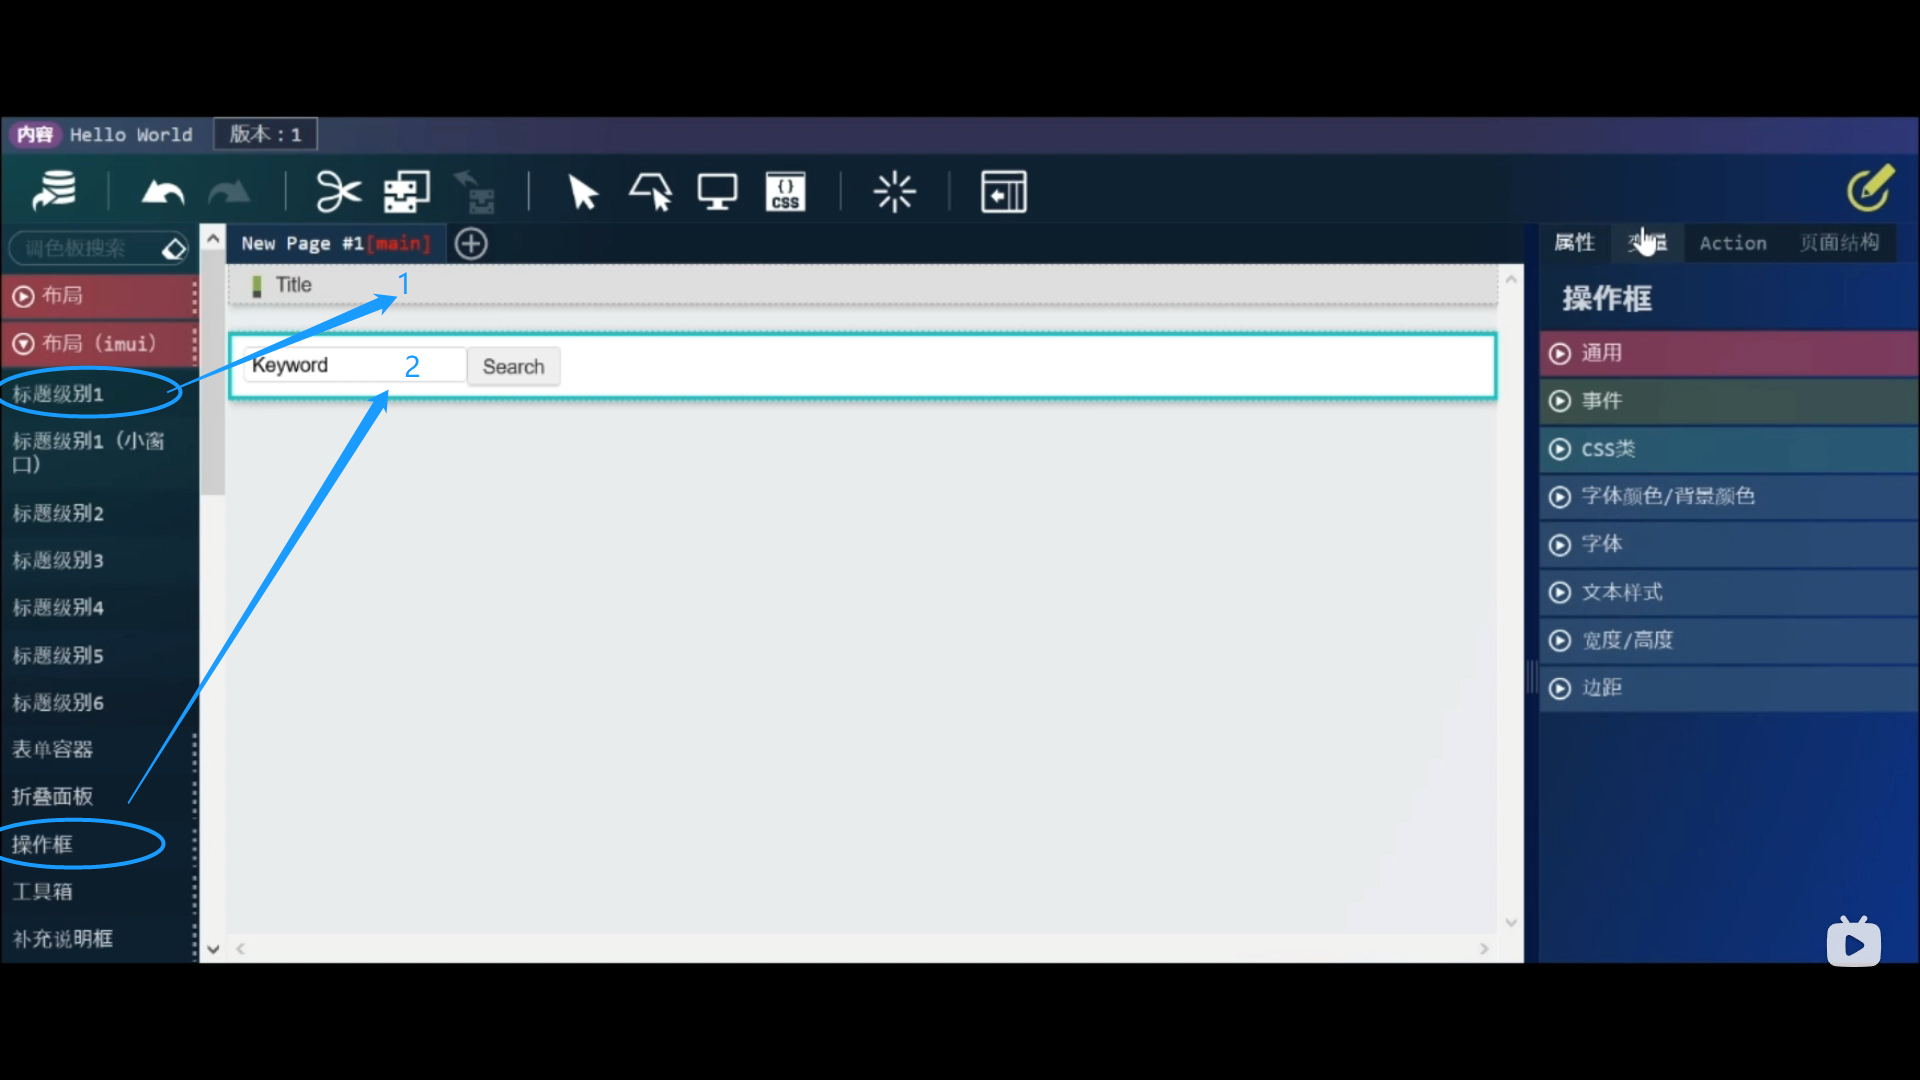 内容 Hello World 版本：1
{} CSS
调色板搜索
New Page #1[main]
属性 Action 页面结构
布局
布局（imui）
标题级别1
标题级别1（小窗口）
标题级别2
标题级别3
标题级别4
标题级别5
标题级别6
表单容器
折叠面板
操作框
工具箱
补充说明框
Title 1
Keyword 2 Search
操作框
通用
事件
CSS类
字体颜色/背景颜色
字体
文本样式
宽度/高度
边距